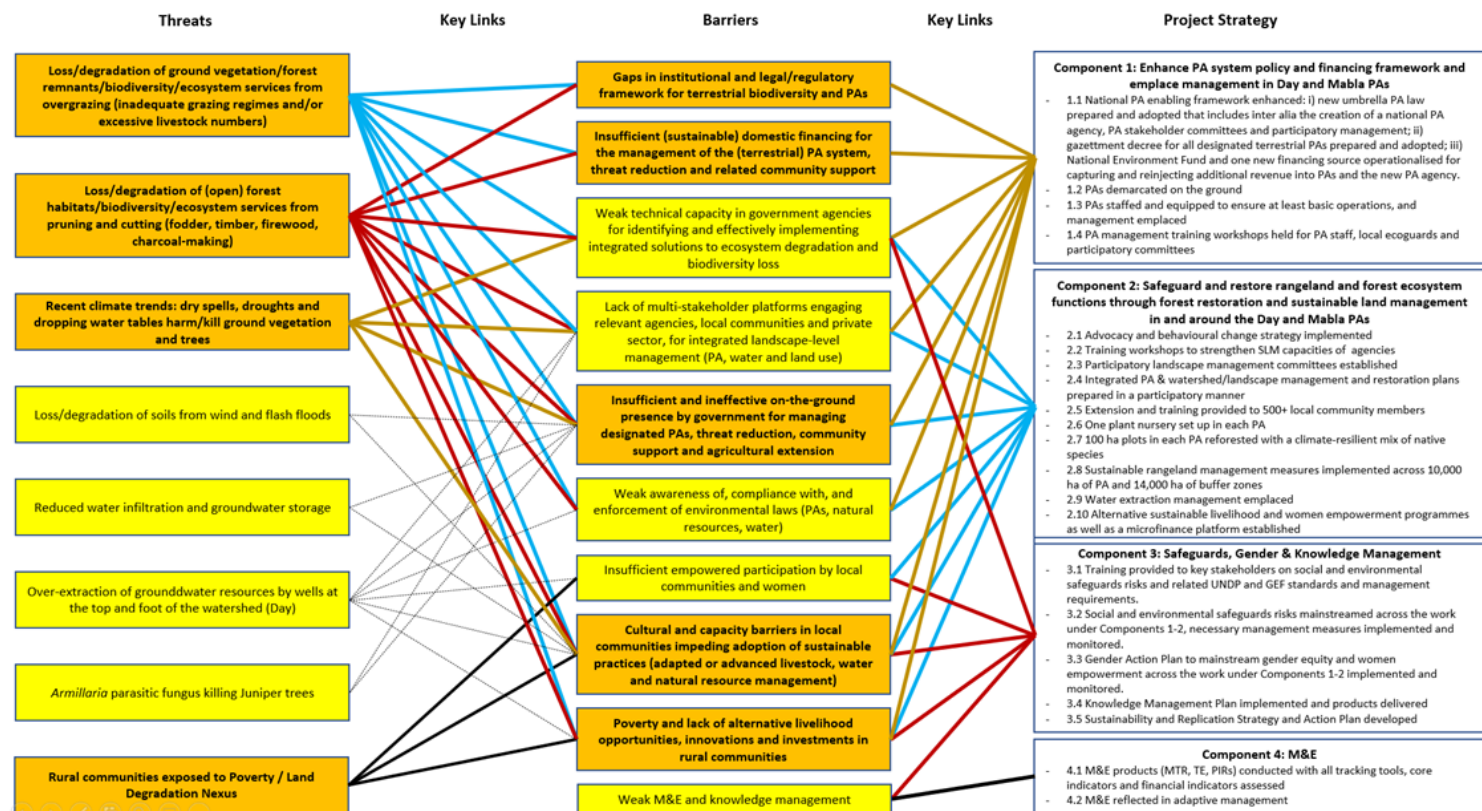 Threats
Key Links
Barriers
Key Links
Project Strategy
Loss/degradation of ground vegetation/forest
remnants/biodiversity/ecosystem services from
overgrazing (inadequate grazing regimes and/or
excessive livestock numbers)
Loss/degradation of (open) forest
habitats/biodiversity/ecosystem services from
pruning and cutting (fodder, timber, firewood,
charcoal-making)
Recent climate trends: dry spells, droughts and
dropping water tables harm/kill ground vegetation
and trees
Loss/degradation of soils from wind and flash floods
Reduced water infiltration and groundwater storage
Over-extraction of grounddwater resources by wells at
the top and foot of the watershed (Day)
Armillaria parasitic fungus killing Juniper trees
Rural communities exposed to Poverty / Land
Degradation Nexus
Gaps in institutional and legal/regulatory
framework for terrestrial biodiversity and PAs
Insufficient (sustainable) domestic financing for
the management of the (terrestrial) PA system,
threat reduction and related community support
Weak technical capacity in government agencies
for identifying and effectively implementing
integrated solutions to ecosystem degradation and
biodiversity loss
Lack of multi-stakeholder platforms engaging
relevant agencies, local communities and private
sector, for integrated landscape-level
management (PA, water and land use)
Insufficient and ineffective on-the-ground
presence by government for managing
designated PAs, threat reduction, community
support and agricultural extension
Weak awareness of, compliance with, and
enforcement of environmental laws (PAs, natural
resources, water)
Insufficient empowered participation by local
communities and women
Cultural and capacity barriers in local
communities impeding adoption of sustainable
practices (adapted or advanced livestock, water
and natural resource management)
Poverty and lack of alternative livelihood
opportunities, innovations and investments in
rural communities
Weak M&E and knowledge management
Component 1: Enhance PA system policy and financing framework and
emplace management in Day and Mabla PAs
- 1.1 National PA enabling framework enhanced: i) new umbrella PA law
prepared and adopted that includes inter alia the creation of a national PA
agency, PA stakeholder committees and participatory management; ii)
gazettment decree for all designated terrestrial PAs prepared and adopted; iii)
National Environment Fund and one new financing source operationalised for
capturing and reinjecting additional revenue into PAs and the new PA agency.
- 1.2 PAs demarcated on the ground
- 1.3 PAs staffed and equipped to ensure at least basic operations, and
management emplaced
- 1.4 PA management training workshops held for PA staff, local ecoguards and
participatory committees
Component 2: Safeguard and restore rangeland and forest ecosystem
functions through forest restoration and sustainable land management
in and around the Day and Mabla PAs
- 2.1 Advocacy and behavioural change strategy implemented
- 2.2 Training workshops to strengthen SLM capacities of agencies
- 2.3 Participatory landscape management committees established
- 2.4 Integrated PA & watershed/landscape management and restoration plans
prepared in a participatory manner
- 2.5 Extension and training provided to 500+ local community members
- 2.6 One plant nursery set up in each PA
- 2.7 100 ha plots in each PA reforested with a climate-resilient mix of native
species
- 2.8 Sustainable rangeland management measures implemented across 10,000
ha of PA and 14,000 ha of buffer zones
- 2.9 Water extraction management emplaced
- 2.10 Alternative sustainable livelihood and women empowerment programmes
as well as a microfinance platform established
Component 3: Safeguards, Gender & Knowledge Management
- 3.1 Training provided to key stakeholders on social and environmental
safeguards risks and related UNDP and GEF standards and management
requirements.
- 3.2 Social and environmental safeguards risks mainstreamed across the work
under Components 1-2, necessary management measures implemented and
monitored.
- 3.3 Gender Action Plan to mainstream gender equity and women
empowerment across the work under Components 1-2 implemented and
monitored.
- 3.4 Knowledge Management Plan implemented and products delivered
- 3.5 Sustainability and Replication Strategy and Action Plan developed
Component 4: M&E
- 4.1 M&E products (MTR, TE, PIRs) conducted with all tracking tools, core
indicators and financial indicators assessed
- 4.2 M&E reflected in adaptive management